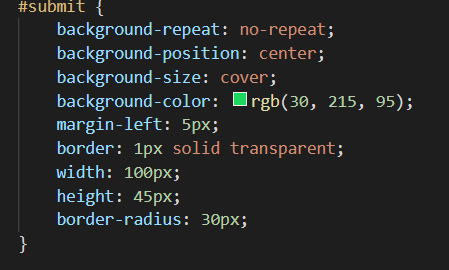 #submit {
    background-repeat: no-repeat;
    background-position: center;
    background-size: cover;
    background-color: rgb(30, 215, 95);
    margin-left: 5px;
    border: 1px solid transparent;
    width: 100px;
    height: 45px;
    border-radius: 30px;
}